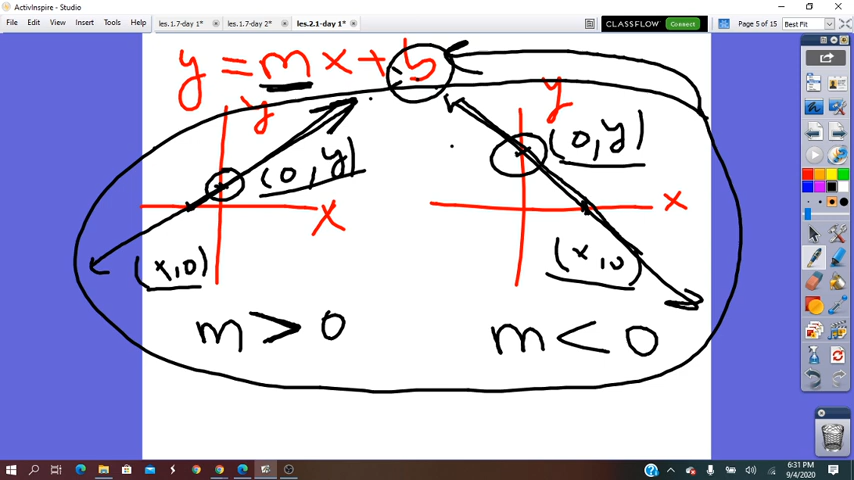 ActivInspire - Studio
File Edit View Insert Tools Help
les.1.7-day 1*
les.1.7-day 2*
les.2.1-day 1*
CLASSFLOW
Connect
Page 5 of 15
Best Fit
y = mx + b
y
y
(0, y)
(0, y)
x
x
(x, 0)
(x, 0)
m > 0
m < 0
6:31 PM
9/4/2020